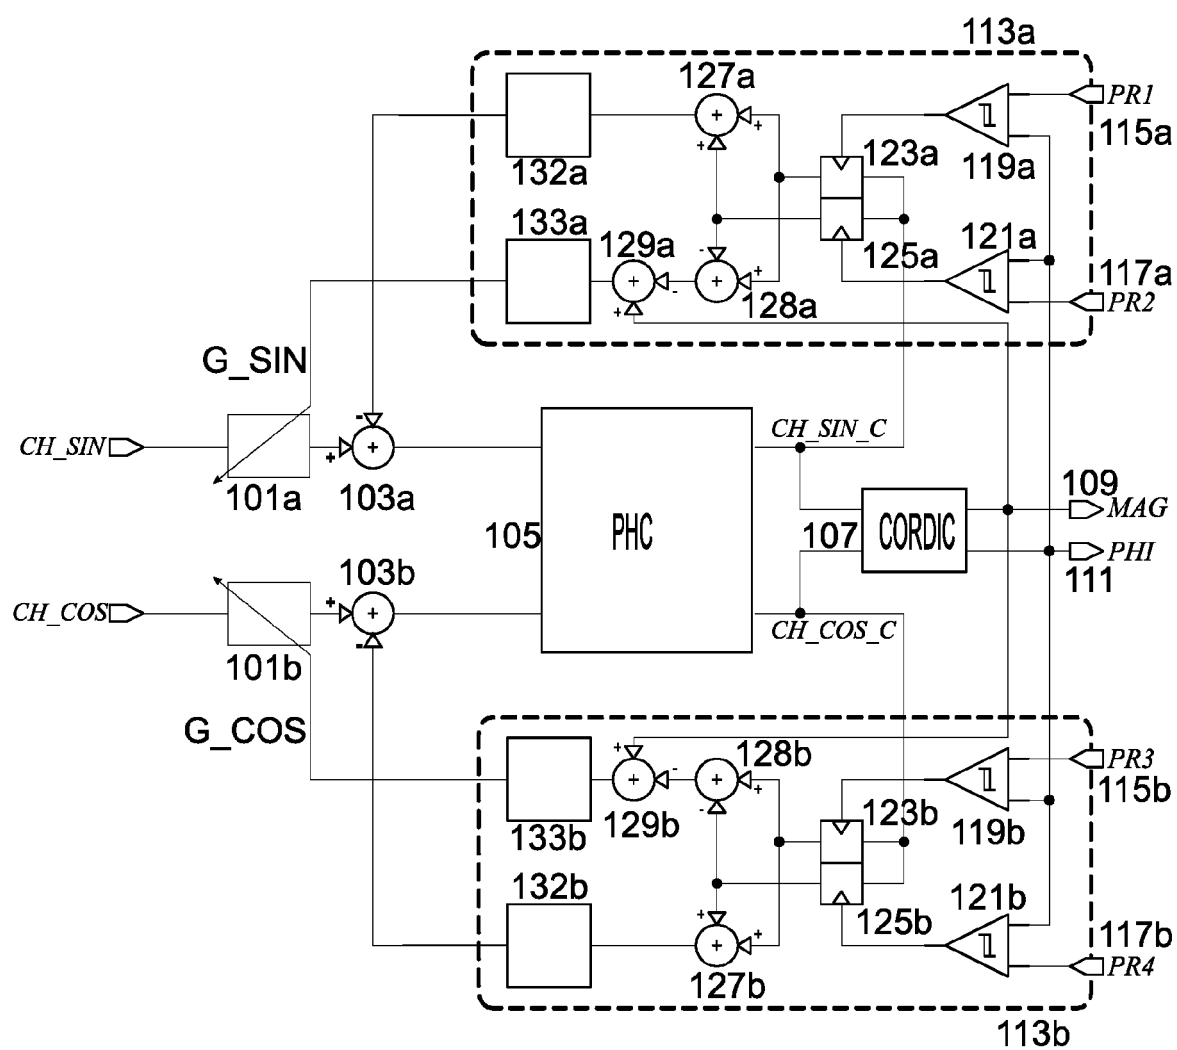 113a
127a
+
+
+
132a
123a
PR1
115a
119a
133a
129a
+
-
+
-
+
+
128a
125a
121a
117a
PR2
G_SIN
CH_SIN
101a
-
+
+
103a
105
PHC
CH_SIN_C
107
CORDIC
109
MAG
PHI
111
CH_COS
101b
103b
+
+
-
CH_COS_C
G_COS
133b
+
+
-
129b
128b
+
+
-
123b
119b
PR3
115b
132b
+
+
+
127b
125b
121b
117b
PR4
113b